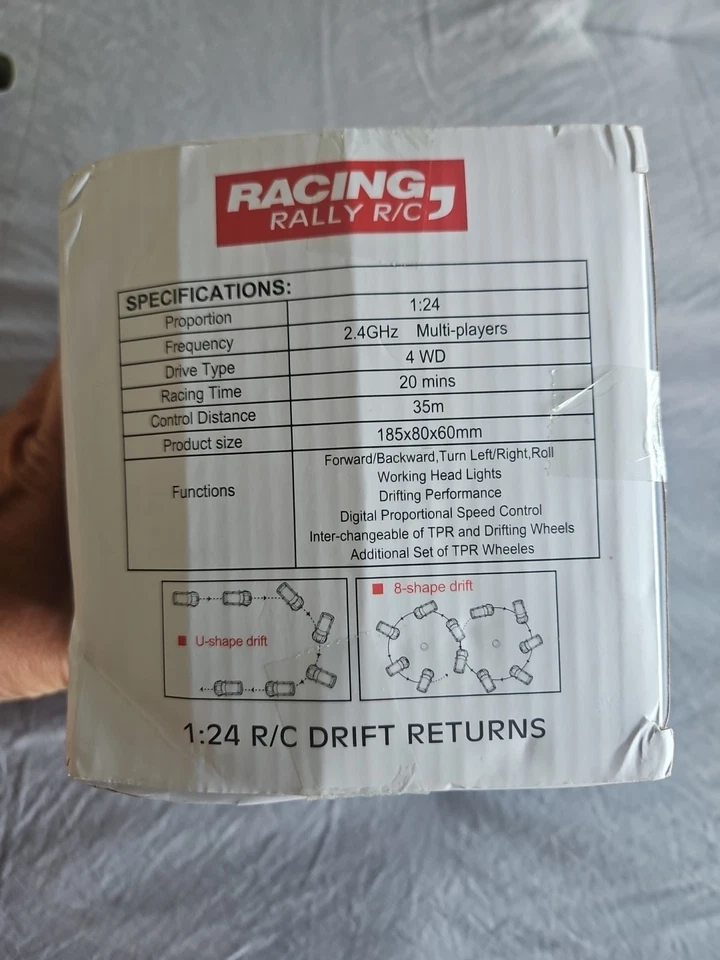 RACING,
RALLY R/C
SPECIFICATIONS:
Proportion 1:24
Frequency 2.4GHz Multi-players
Drive Type 4 WD
Racing Time 20 mins
Control Distance 35m
Product size 185x80x60mm
Functions
Forward/Backward,Turn Left/Right,Roll
Working Head Lights
Drifting Performance
Digital Proportional Speed Control
Inter-changeable of TPR and Drifting Wheels
Additional Set of TPR Wheeles
U-shape drift
8-shape drift
1:24 R/C DRIFT RETURNS